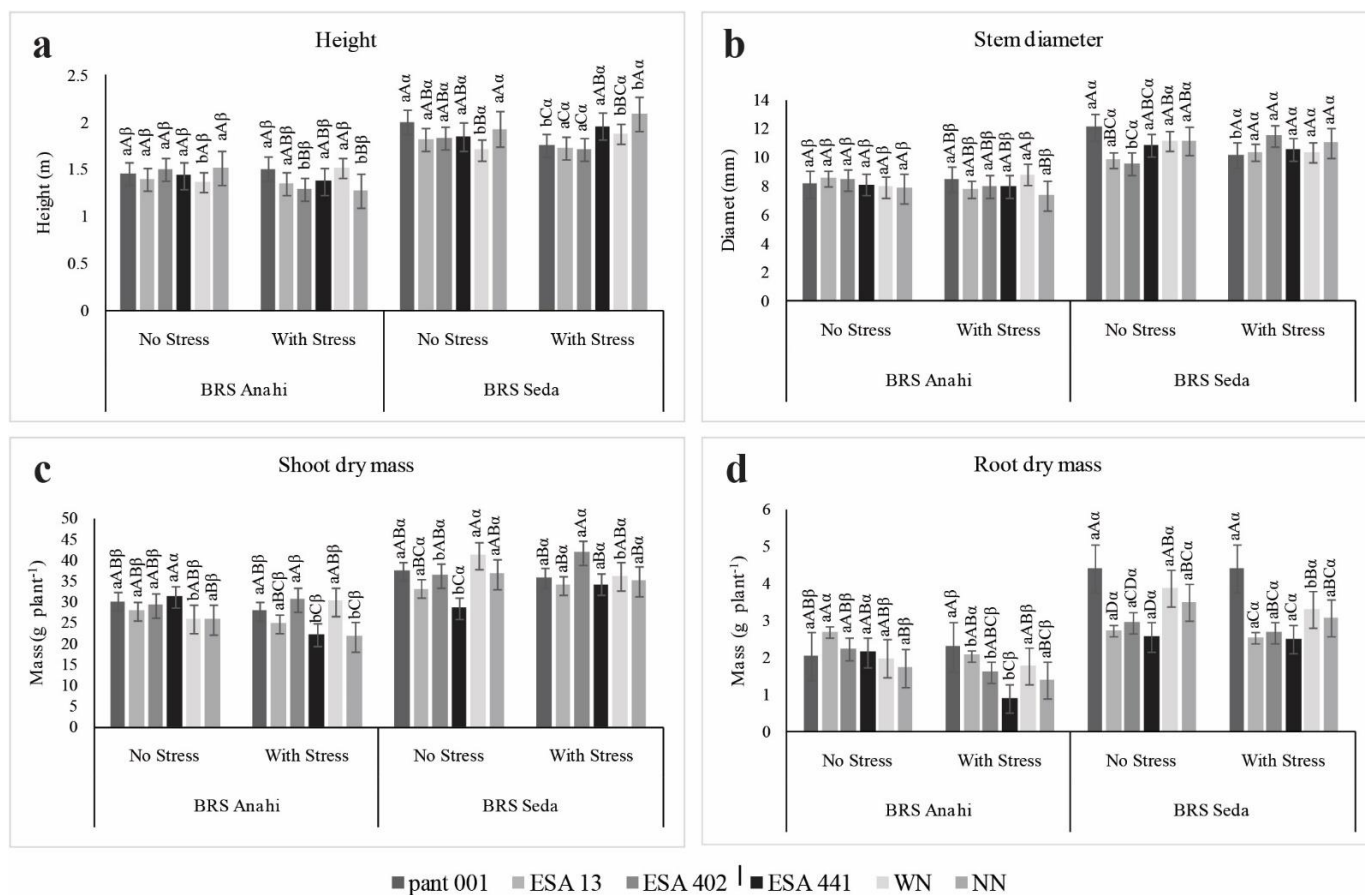 a
Height
Height (m)
2.5
2
1.5
1
0.5
0
aAβ aAβ aAβ aAβ bAβ aAβ
aAβ aABβ bBβ aABβ aAβ bBβ
aAα aABα aABα aABα bBα aAα
bCα aCα aCα aABα bBCα bAα
No Stress With Stress No Stress With Stress
BRS Anahi BRS Seda
b
Stem diameter
Diamet (mm)
14
12
10
8
6
4
2
0
aAβ aAβ aAβ aAβ aAβ aAβ
aABβ aABβ aABβ aABβ aAβ aBβ
aAα aBCα bCα aABCα aABα aABα
bAα aAα aAα aAα aAα aAα
No Stress With Stress No Stress With Stress
BRS Anahi BRS Seda
c
Shoot dry mass
Mass (g plant-1)
50
45
40
35
30
25
20
15
10
5
0
aABβ aABβ aABβ aAα bABβ aBβ
aABβ aBCβ aAβ bCβ aABβ bCβ
aABα aBCα bABα bCα aAα aABα
aBα aBα aAα aBα bABα aBα
No Stress With Stress No Stress With Stress
BRS Anahi BRS Seda
d
Root dry mass
Mass (g plant-1)
6
5
4
3
2
1
0
aABβ aAα aABβ aABα aABβ aBβ
aAβ bABα bABCβ bCβ aABβ aBCβ
aAα aDα aCDα aDα aABα aBCα
aAα aCα aBCα aCα bBα aBCα
No Stress With Stress No Stress With Stress
BRS Anahi BRS Seda
pant 001 ESA 13 ESA 402 ESA 441 WN NN